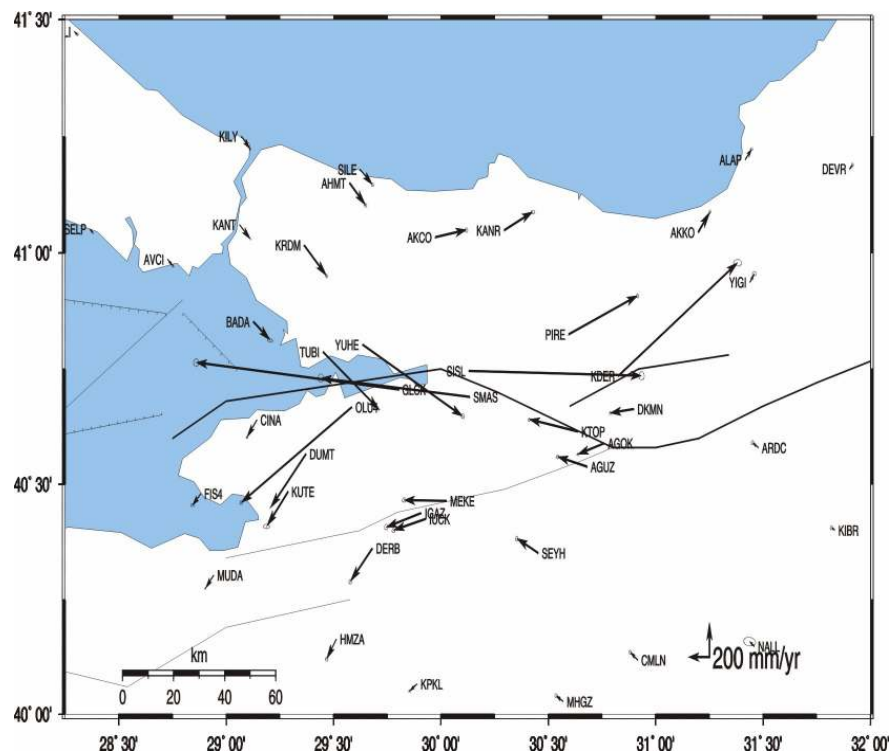 41˚ 30'
KILY
SILE
AHMT
ALAP
DEVR
SELP
KANT
AVCI
KRDM
AKCO
KANR
AKKO
41˚ 00'
YIGI
BADA
TUBI
YUHE
PIRE
SISL
KDER
GLCK
SMAS
OLU4
CINA
DKMN
KTOP
DUMT
AGOK
ARDC
AGUZ
40˚ 30'
FIS4
KUTE
MEKE
IGAZ
IUCK
KIBR
DERB
SEYH
MUDA
HMZA
NALL
km
CMLN
200 mm/yr
KPKL
MHGZ
0 20 40 60
40˚ 00'
28˚ 30' 29˚ 00' 29˚ 30' 30˚ 00' 30˚ 30' 31˚ 00' 31˚ 30' 32˚ 00'